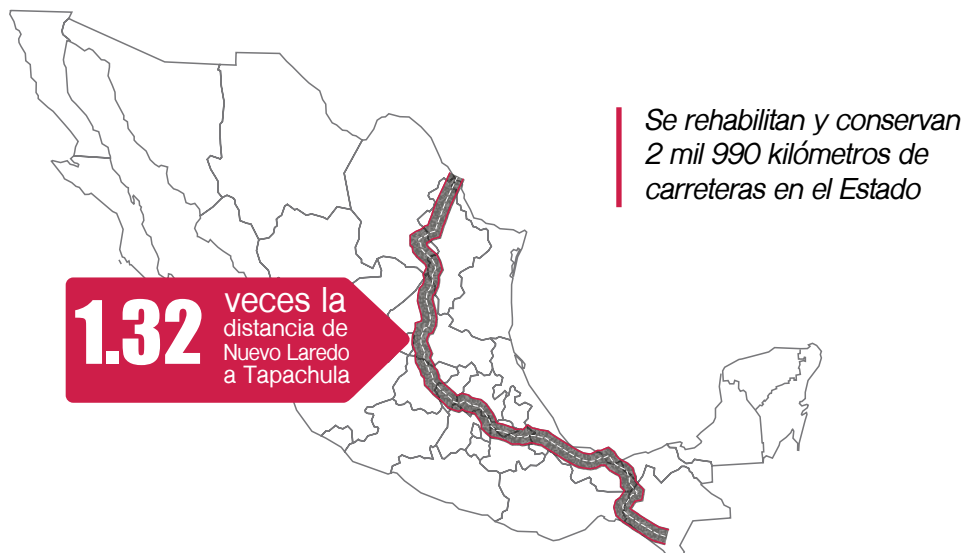 Se rehabilitan y conservan
2 mil 990 kilómetros de
carreteras en el Estado
1.32
veces la
distancia de
Nuevo Laredo
a Tapachula